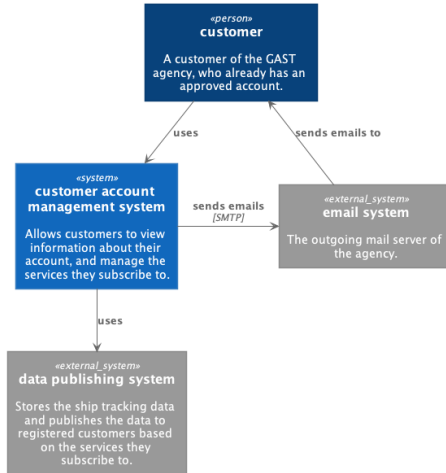 «person»
customer
A customer of the GAST
agency, who already has an
approved account.
uses
sends emails to
«system»
customer account
management system
Allows customers to view
information about their
account, and manage the
services they subscribe to.
sends emails
[SMTP]
«external_system»
email system
The outgoing mail server of
the agency.
uses
«external_system»
data publishing system
Stores the ship tracking data
and publishes the data to
registered customers based
on the services they
subscribe to.